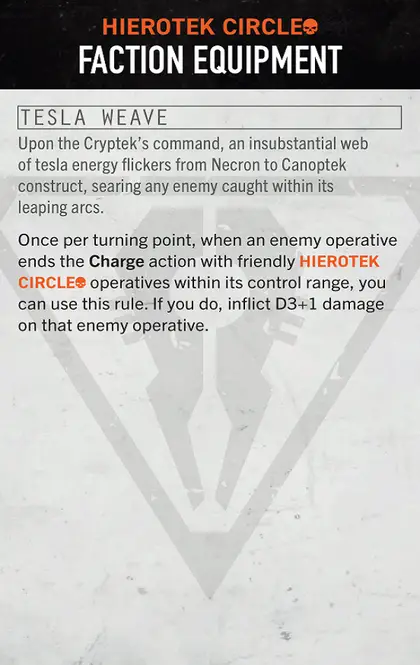 HIEROTEK CIRCLE
FACTION EQUIPMENT
TESLA WEAVE
Upon the Cryptek's command, an insubstantial web
of tesla energy flickers from Necron to Canoptek
construct, searing any enemy caught within its
leaping arcs.
Once per turning point, when an enemy operative
ends the Charge action with friendly HIEROTEK
CIRCLE operatives within its control range, you
can use this rule. If you do, inflict D3+1 damage
on that enemy operative.